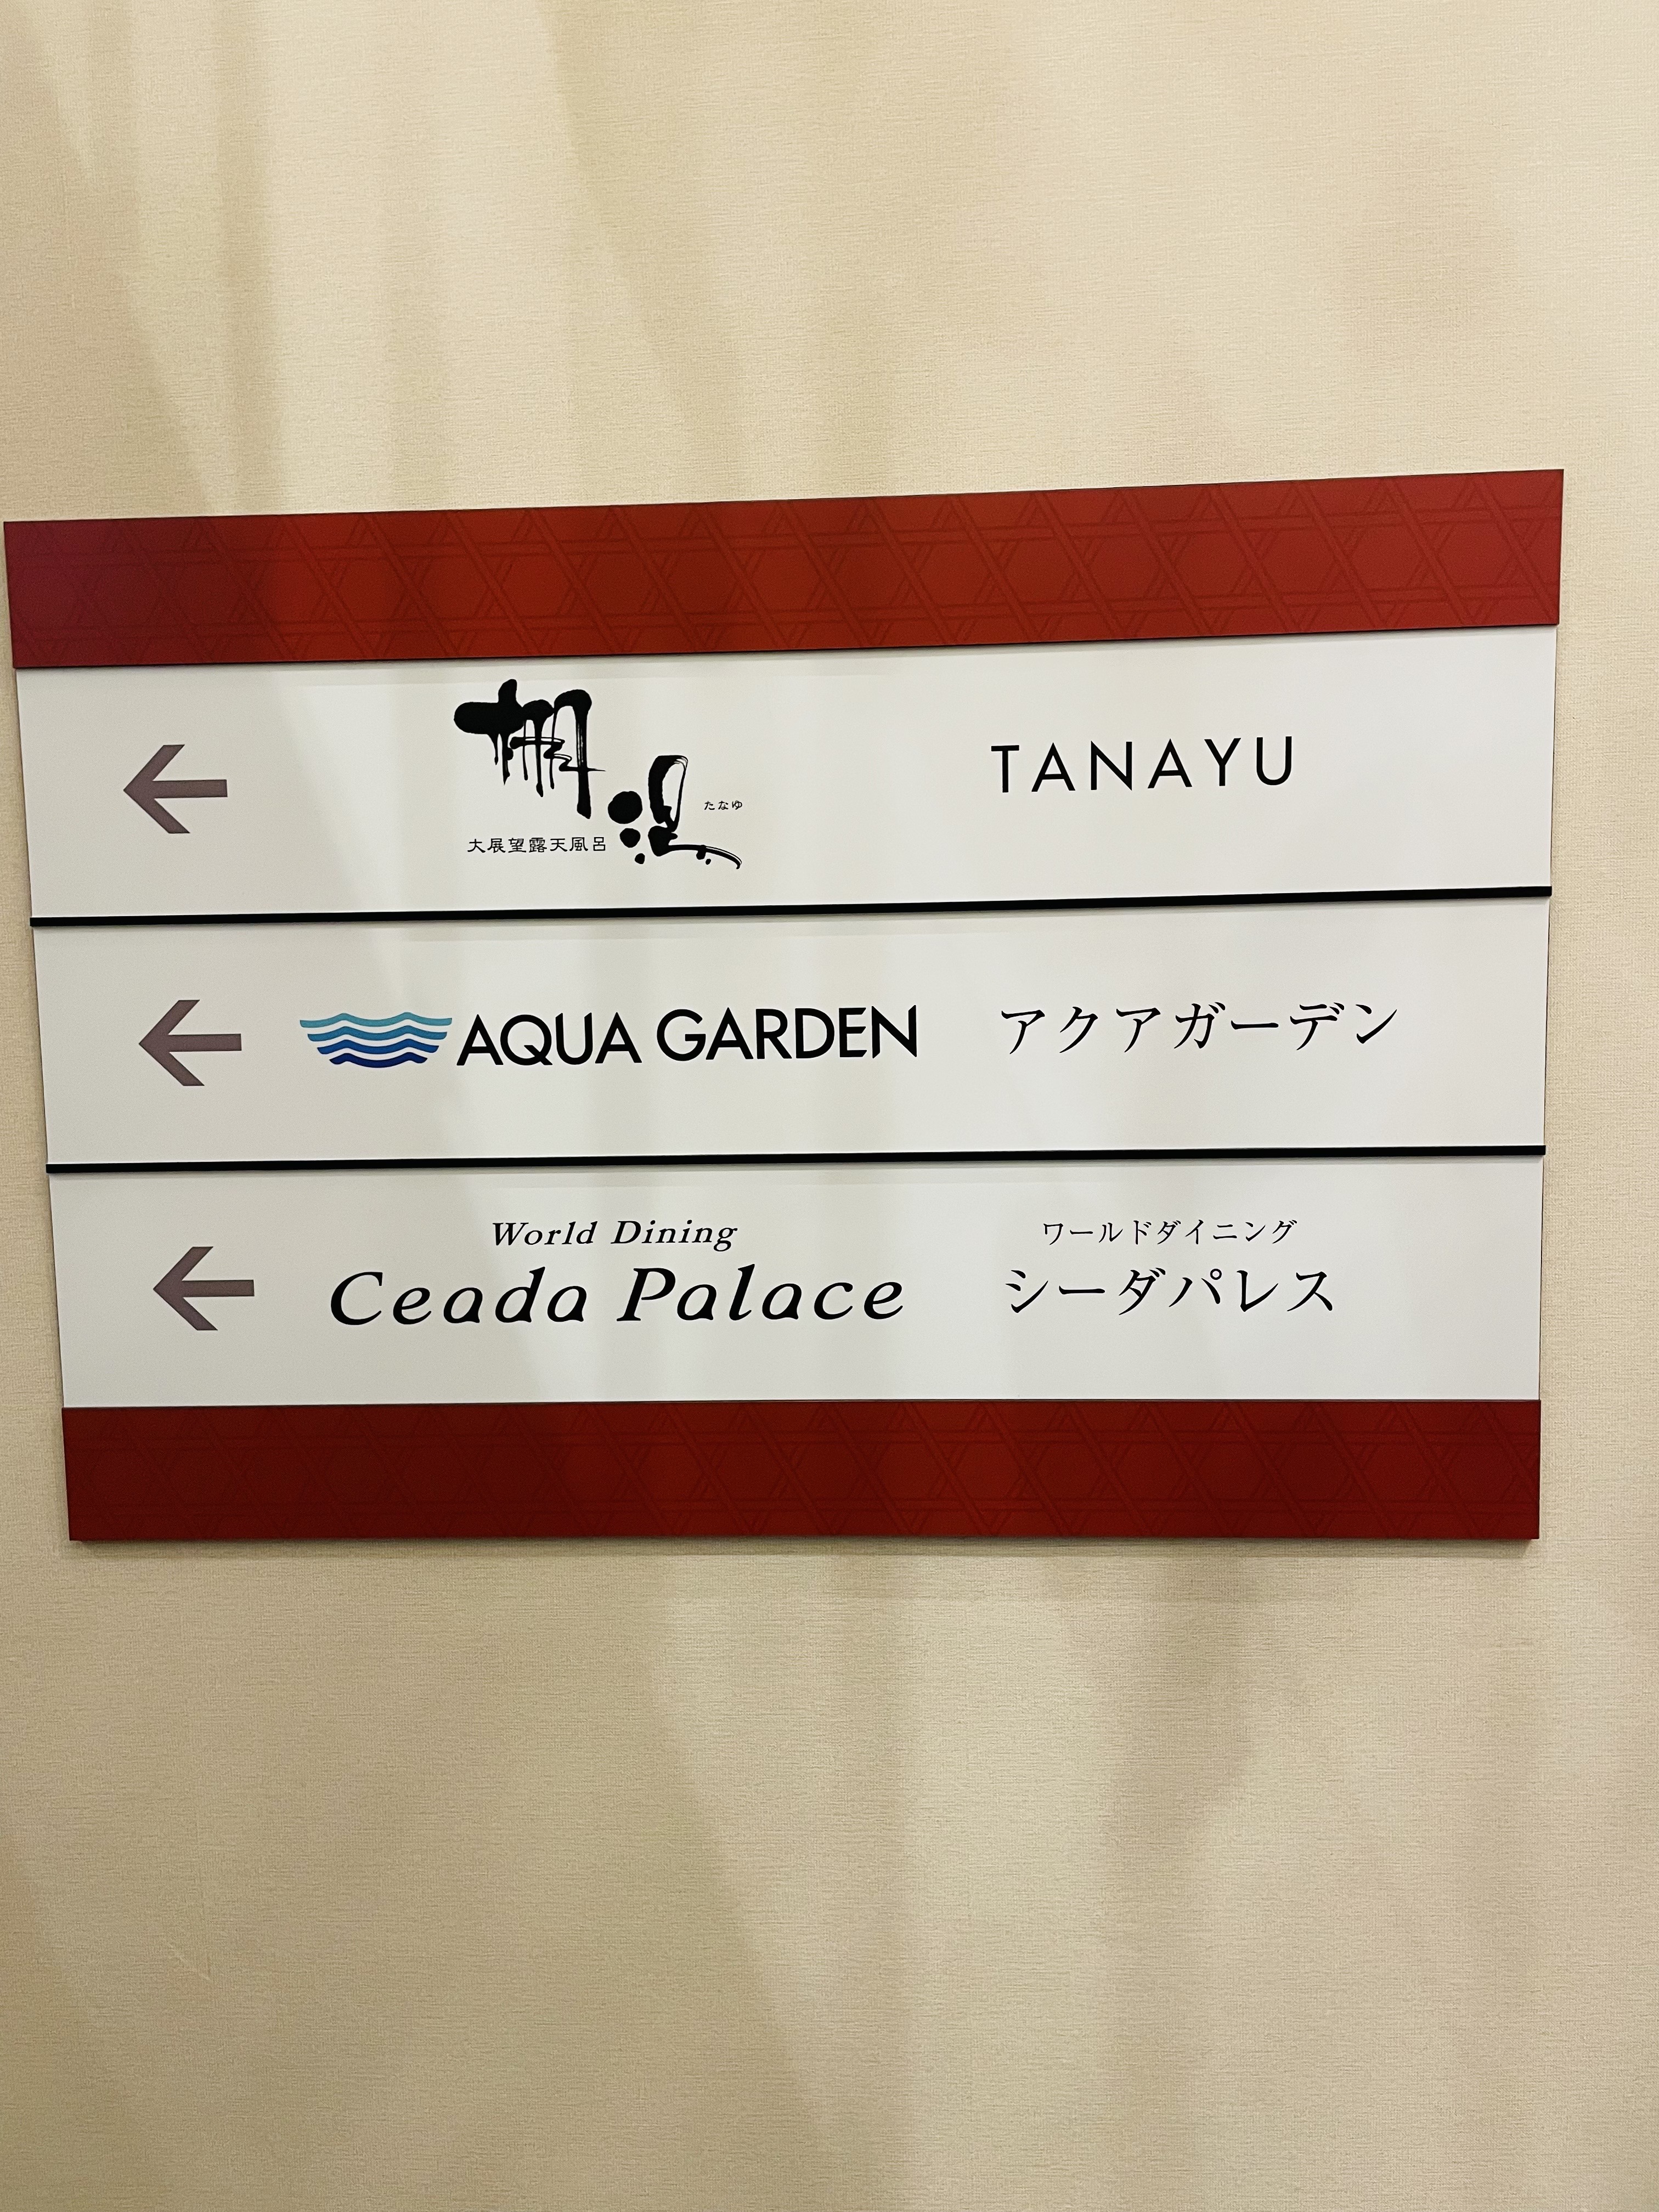 棚湯
たなゆ
大展望露天風呂
TANAYU
AQUA GARDEN
アクアガーデン
World Dining
Ceada Palace
ワールドダイニング
シーダパレス